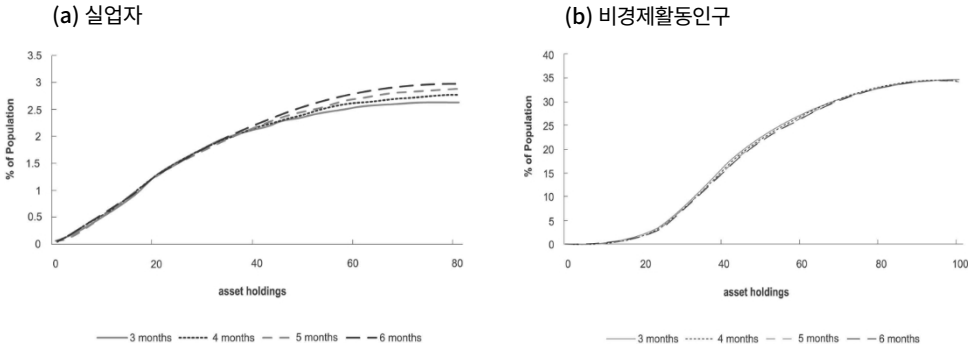 (a) 실업자
% of Population
3.5
3
2.5
2
1.5
1
0.5
0
0 20 40 60 80
asset holdings
3 months 4 months 5 months 6 months
(b) 비경제활동인구
% of Population
40
35
30
25
20
15
10
5
0
0 20 40 60 80 100
asset holdings
3 months 4 months 5 months 6 months